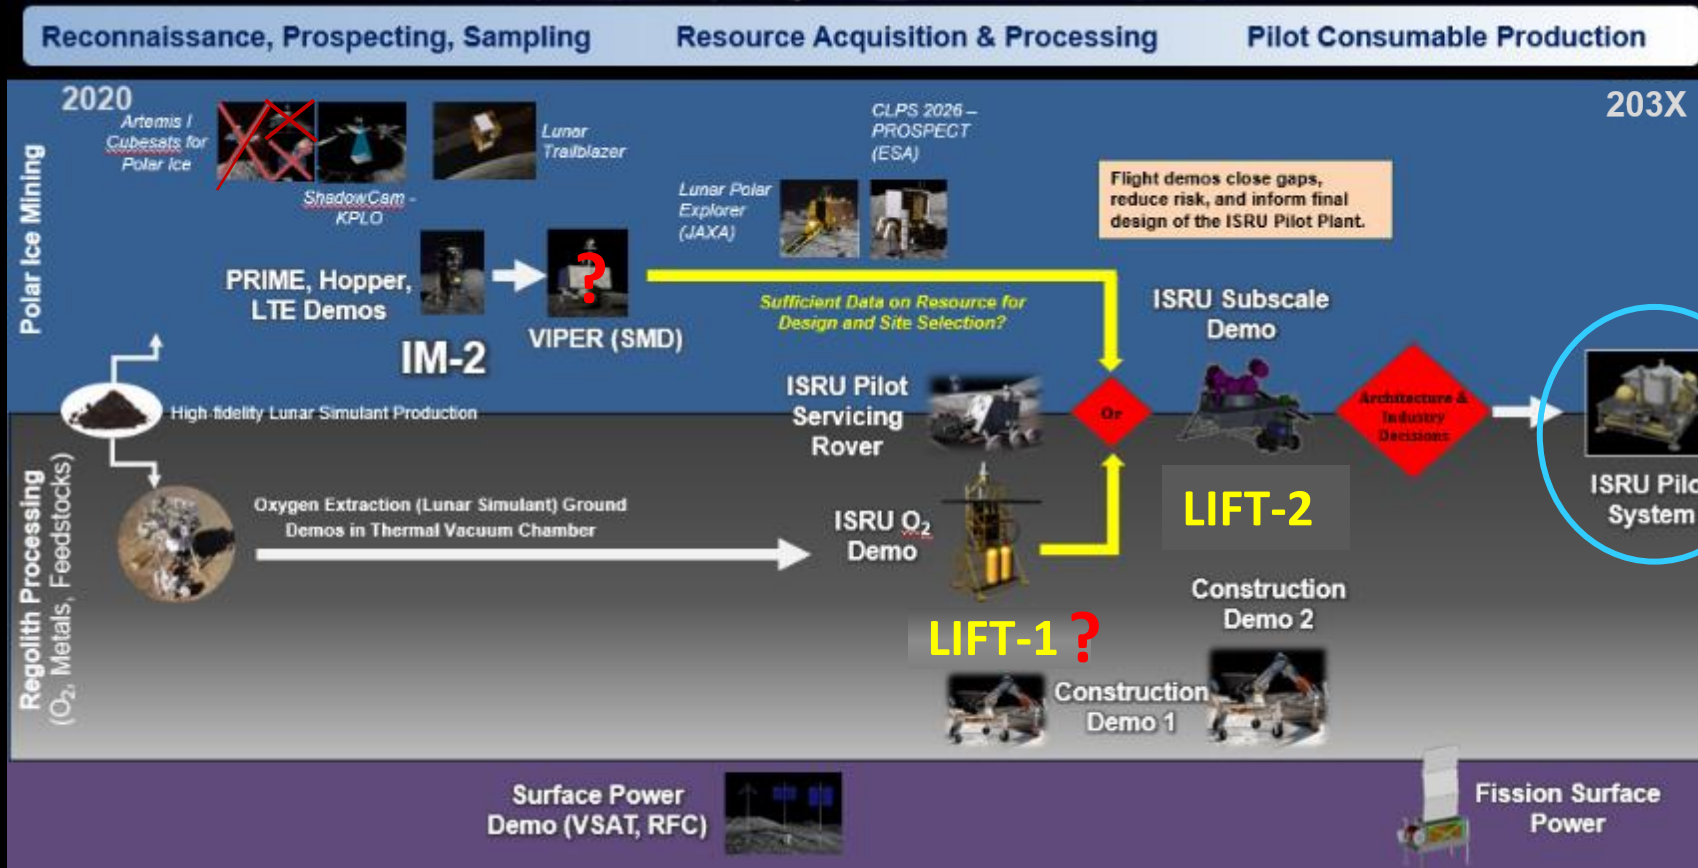 Reconnaissance, Prospecting, Sampling
Resource Acquisition & Processing
Pilot Consumable Production
2020
203X
Polar Ice Mining
Artemis I
Cubesats for
Polar Ice
ShadowCam -
KPLO
Lunar
Trailblazer
CLPS 2026 –
PROSPECT
(ESA)
Lunar Polar
Explorer
(JAXA)
Flight demos close gaps,
reduce risk, and inform final
design of the ISRU Pilot Plant.
PRIME, Hopper,
LTE Demos
IM-2
?
VIPER (SMD)
Sufficient Data on Resource for
Design and Site Selection?
ISRU Subscale
Demo
ISRU Pilot
Servicing
Rover
Or
Architecture &
Industry
Decisions
ISRU Pilo
System
High-fidelity Lunar Simulant Production
Regolith Processing
(O₂, Metals, Feedstocks)
Oxygen Extraction (Lunar Simulant) Ground
Demos in Thermal Vacuum Chamber
ISRU O₂
Demo
LIFT-2
LIFT-1 ?
Construction
Demo 2
Construction
Demo 1
Surface Power
Demo (VSAT, RFC)
Fission Surface
Power